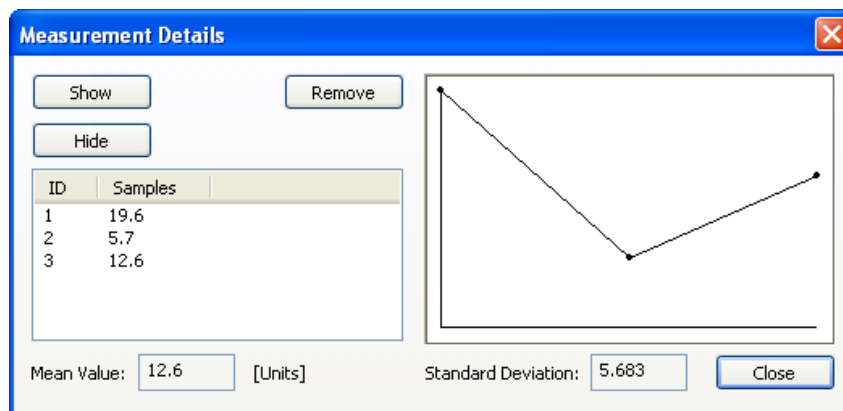 Measurement Details
Show
Remove
Hide
ID Samples
1 19.6
2 5.7
3 12.6
Mean Value: 12.6 [Units]
Standard Deviation: 5.683
Close